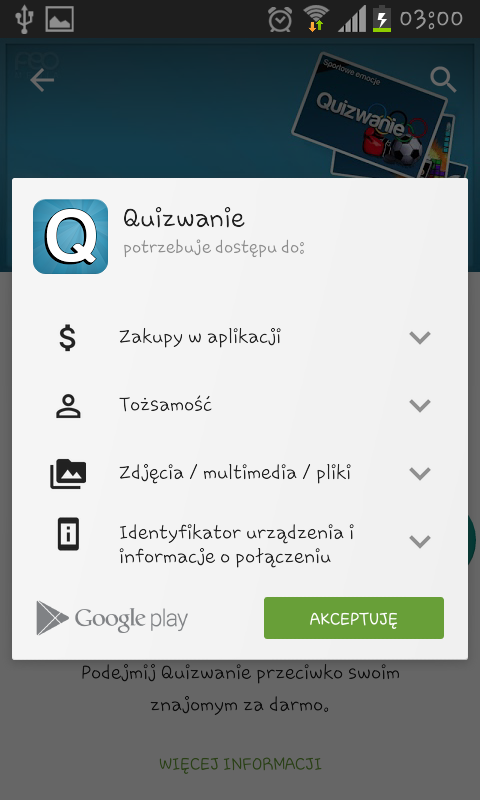 03:00
FEO
Sportowe emocje
Quizwanie
Q
Quizwanie
potrzebuje dostępu do:
$
Zakupy w aplikacji
Tożsamość
Zdjęcia / multimedia / pliki
Identyfikator urządzenia i
informacje o połączeniu
Google play
AKCEPTUJĘ
Podejmij Quizwanie przeciwko swoim
znajomym za darmo.
WIĘCEJ INFORMACJI